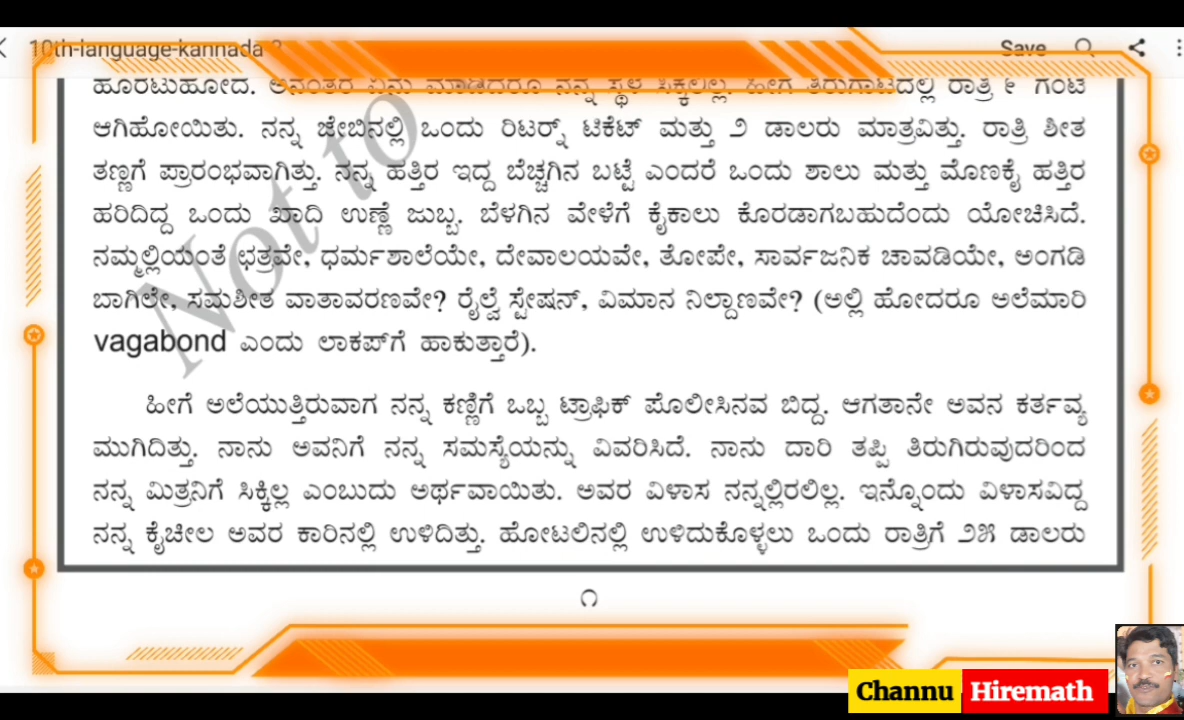 10th-language-kannada
Save
ಹೊರಟುಹೋದ. ಅನಂತರ ಏನು ಮಾಡಿದರೂ ನನ್ನ ಸ್ಥಳ ಸಿಕ್ಕಲಿಲ್ಲ. ಹೀಗೆ ತಿರುಗಾಟದಲ್ಲಿ ರಾತ್ರಿ ೯ ಗಂಟೆ
ಆಗಿಹೋಯಿತು. ನನ್ನ ಜೇಬಿನಲ್ಲಿ ಒಂದು ರಿಟರ್ನ್ ಟಿಕೆಟ್ ಮತ್ತು ೨ ಡಾಲರು ಮಾತ್ರವಿತ್ತು. ರಾತ್ರಿ ಶೀತ
ತಣ್ಣಗೆ ಪ್ರಾರಂಭವಾಗಿತ್ತು. ನನ್ನ ಹತ್ತಿರ ಇದ್ದ ಬೆಚ್ಚಗಿನ ಬಟ್ಟೆ ಎಂದರೆ ಒಂದು ಶಾಲು ಮತ್ತು ಮೊಣಕೈ ಹತ್ತಿರ
ಹರಿದಿದ್ದ ಒಂದು ಖಾದಿ ಉಣ್ಣೆ ಜುಬ್ಬ. ಬೆಳಗಿನ ವೇಳೆಗೆ ಕೈಕಾಲು ಕೊರಡಾಗಬಹುದೆಂದು ಯೋಚಿಸಿದೆ.
ನಮ್ಮಲ್ಲಿಯಂತೆ ಛತ್ರವೇ, ಧರ್ಮಶಾಲೆಯೇ, ದೇವಾಲಯವೇ, ತೋಪೇ, ಸಾರ್ವಜನಿಕ ಚಾವಡಿಯೇ, ಅಂಗಡಿ
ಬಾಗಿಲೇ, ಸಮಶೀತ ವಾತಾವರಣವೇ? ರೈಲ್ವೆ ಸ್ಟೇಷನ್, ವಿಮಾನ ನಿಲ್ದಾಣವೇ? (ಅಲ್ಲಿ ಹೋದರೂ ಅಲೆಮಾರಿ
vagabond ಎಂದು ಲಾಕಪ್‌ಗೆ ಹಾಕುತ್ತಾರೆ).
ಹೀಗೆ ಅಲೆಯುತ್ತಿರುವಾಗ ನನ್ನ ಕಣ್ಣಿಗೆ ಒಬ್ಬ ಟ್ರಾಫಿಕ್ ಪೊಲೀಸಿನವ ಬಿದ್ದ. ಆಗತಾನೇ ಅವನ ಕರ್ತವ್ಯ
ಮುಗಿದಿತ್ತು. ನಾನು ಅವನಿಗೆ ನನ್ನ ಸಮಸ್ಯೆಯನ್ನು ವಿವರಿಸಿದೆ. ನಾನು ದಾರಿ ತಪ್ಪಿ ತಿರುಗಿರುವುದರಿಂದ
ನನ್ನ ಮಿತ್ರನಿಗೆ ಸಿಕ್ಕಿಲ್ಲ ಎಂಬುದು ಅರ್ಥವಾಯಿತು. ಅವರ ವಿಳಾಸ ನನ್ನಲ್ಲಿರಲಿಲ್ಲ. ಇನ್ನೊಂದು ವಿಳಾಸವಿದ್ದ
ನನ್ನ ಕೈಚೀಲ ಅವರ ಕಾರಿನಲ್ಲಿ ಉಳಿದಿತ್ತು. ಹೋಟಲಿನಲ್ಲಿ ಉಳಿದುಕೊಳ್ಳಲು ಒಂದು ರಾತ್ರಿಗೆ ೨೫ ಡಾಲರು
Not to
೧
Channu Hiremath